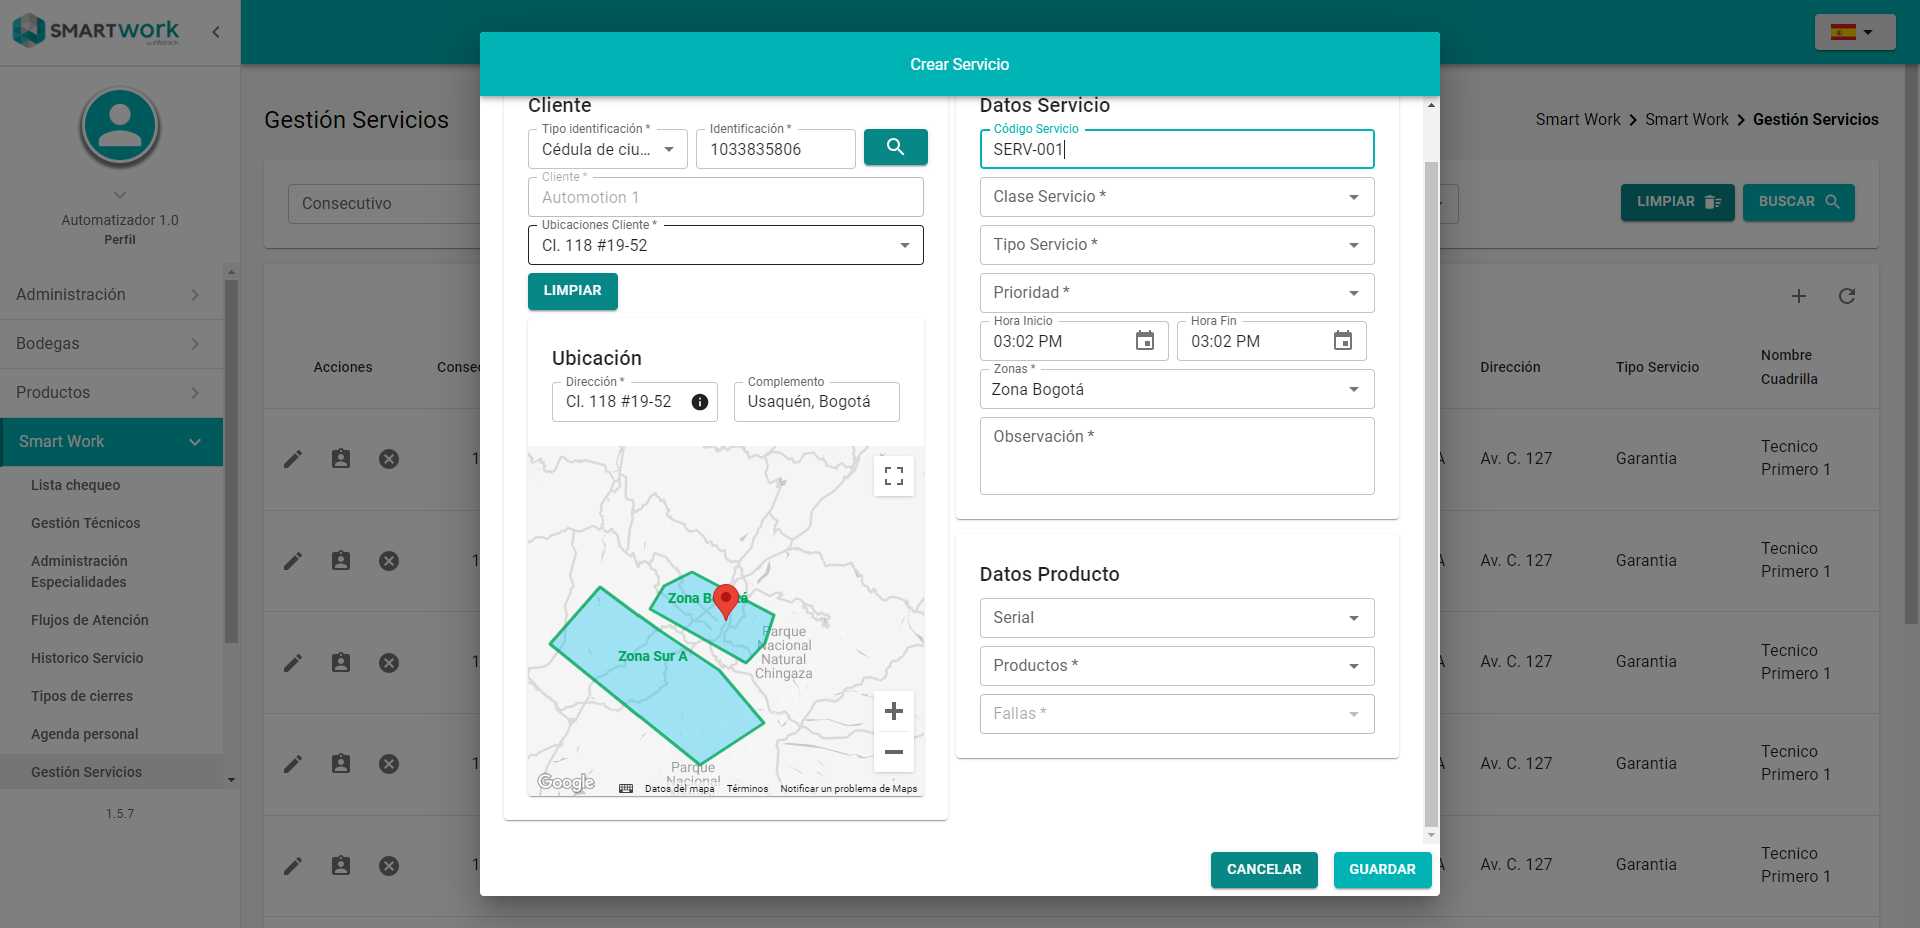 SMARTWORK
by infotrack
Automatizador 1.0
Perfil
Administración
Bodegas
Productos
Smart Work
Lista chequeo
Gestión Técnicos
Administración
Especialidades
Flujos de Atención
Historico Servicio
Tipos de cierres
Agenda personal
Gestión Servicios
1.5.7
Gestión Servicios
Smart Work
Smart Work
Gestión Servicios
Consecutivo
LIMPIAR
BUSCAR
Acciones
Dirección
Tipo Servicio
Nombre
Cuadrilla
Av. C. 127
Garantia
Tecnico
Primero 1
Av. C. 127
Garantia
Tecnico
Primero 1
Av. C. 127
Garantia
Tecnico
Primero 1
Av. C. 127
Garantia
Tecnico
Primero 1
Av. C. 127
Garantia
Tecnico
Primero 1
Crear Servicio
Cliente
Tipo identificación *
Cédula de ciu...
Identificación *
1033835806
Cliente *
Automotion 1
Ubicaciones Cliente *
Cl. 118 #19-52
LIMPIAR
Ubicación
Dirección *
Cl. 118 #19-52
Complemento
Usaquén, Bogotá
Zona Sur A
Parque
Nacional
Natural
Chingaza
Parque
Nacional
Google
Datos del mapa
Términos
Notificar un problema de Maps
Datos Servicio
Código Servicio
SERV-001
Clase Servicio *
Tipo Servicio *
Prioridad *
Hora Inicio
03:02 PM
Hora Fin
03:02 PM
Zonas *
Zona Bogotá
Observación *
Datos Producto
Serial
Productos *
Fallas *
CANCELAR
GUARDAR